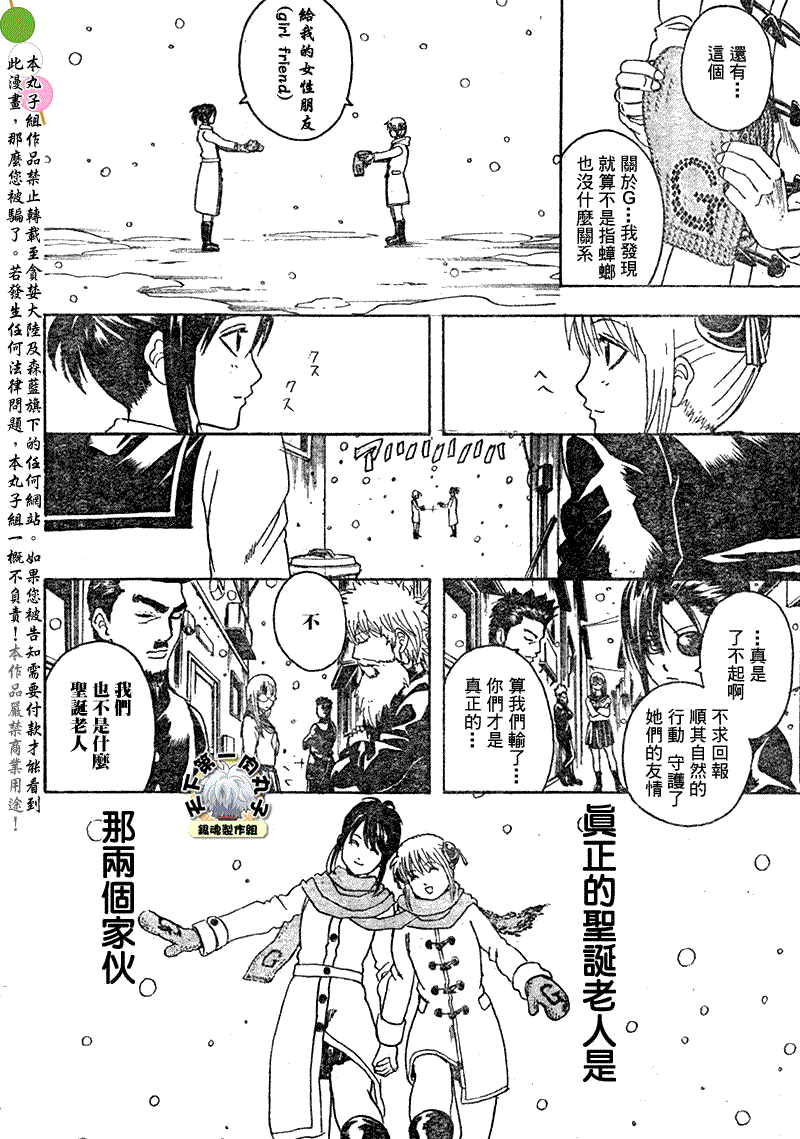 還有…
這個
關於G…我發現
就算不是指蟑螂
也沒什麼關系
G
給我的女性朋友
(girl friend)
へへ
クスクス
真是…
了不起啊
不求回報
順其自然的
行動 守護了
她們的友情
算我們輸了…
你們才是
真正的…
不
我們
也不是什麼
聖誕老人
真正的聖誕老人是
那兩個家伙
G
G
天下第一肉丸子
銀魂製作組
本丸子組作品禁止轉載至貪婪大陸及森藍旗下的任何網站。如果您被告知需要付款才能看到
此漫畫，那麼您被騙了。若發生任何法律問題，本丸子組一概不負責！本作品嚴禁商業用途！